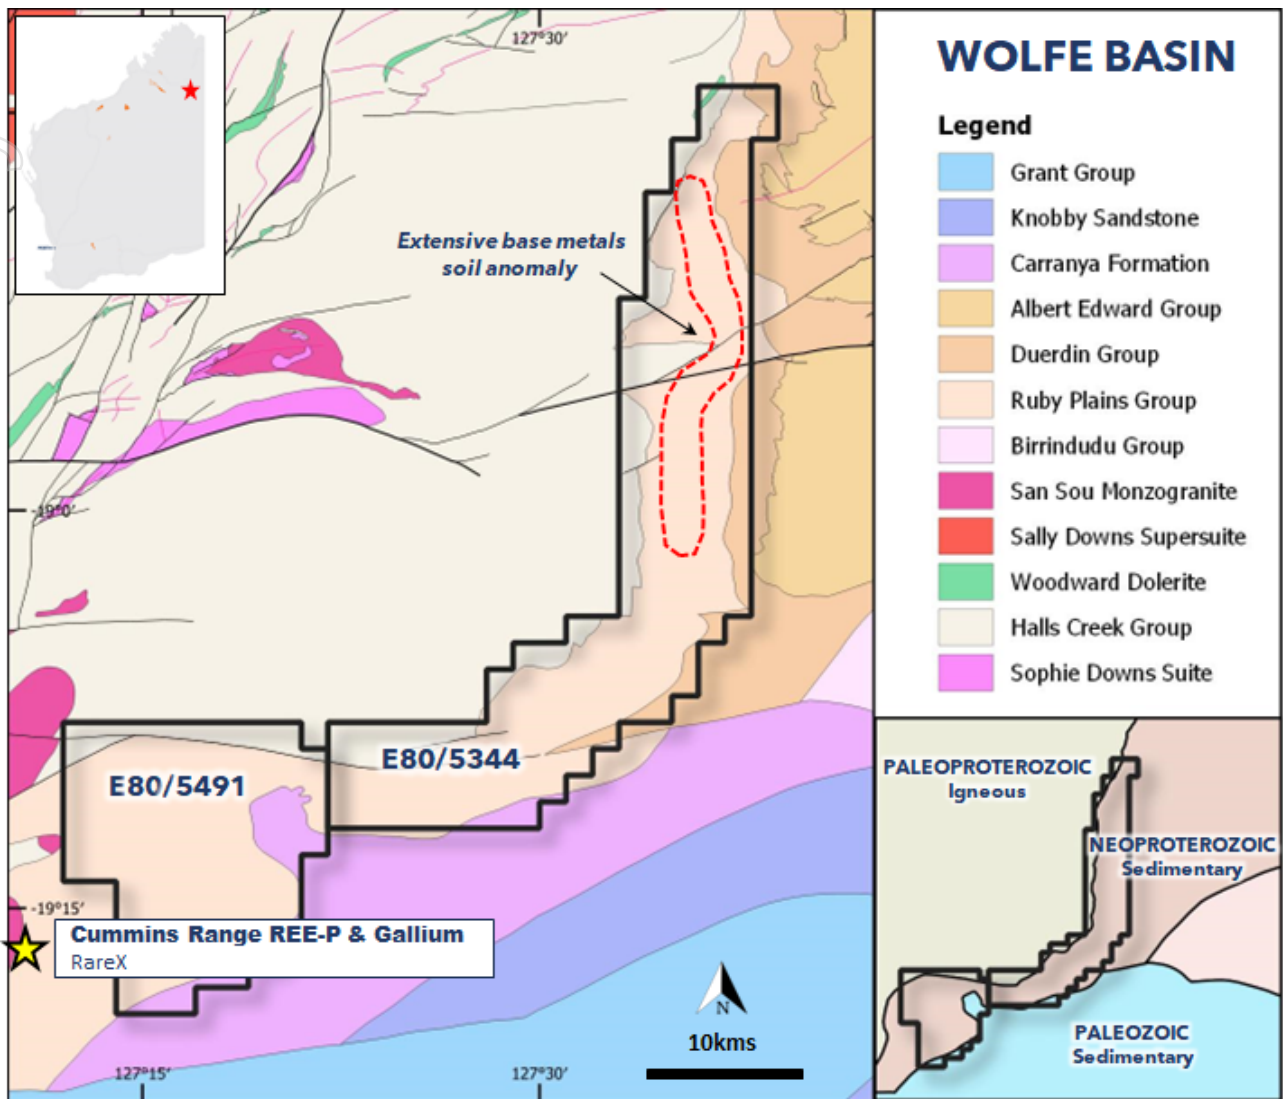 127°30'
Extensive base metals
soil anomaly
-19°0'
E80/5344
E80/5491
-19°15'
Cummins Range REE-P & Gallium
RareX
N
10kms
127°15'
127°30'
WOLFE BASIN
Legend
Grant Group
Knobby Sandstone
Carranya Formation
Albert Edward Group
Duerdin Group
Ruby Plains Group
Birrindudu Group
San Sou Monzogranite
Sally Downs Supersuite
Woodward Dolerite
Halls Creek Group
Sophie Downs Suite
PALEOPROTEROZOIC
Igneous
NEOPROTEROZOIC
Sedimentary
PALEOZOIC
Sedimentary